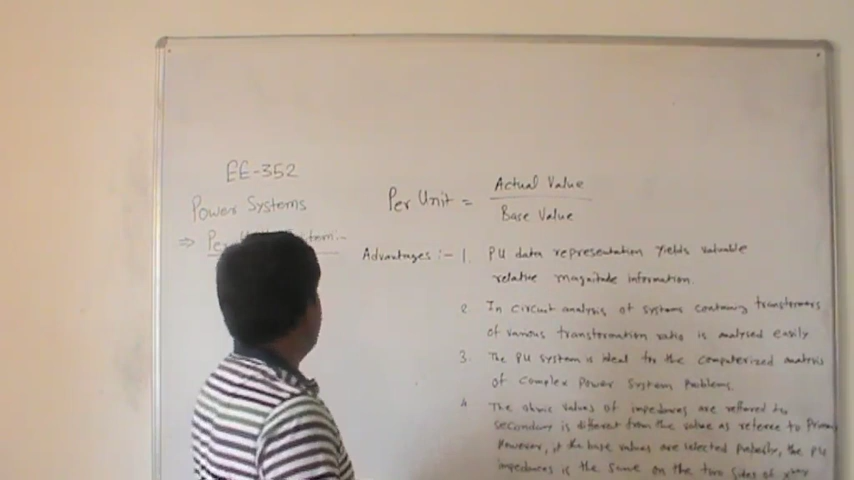 EE-352
Power Systems
⇒ Per Unit System:-
Per Unit = Actual Value
Base Value
Advantages :- 1. PU data representation yields valuable
relative magnitude information.
2. In circuit analysis of systems containing transformers
of various transformation ratio is analysed easily
3. The PU system is ideal for the computerized analysis
of complex Power System Problems.
4. The ohmic values of impedances are reffered to
secondary is different from the value as referee to Primary
However, if the base values are selected properly, the PU
impedances is the same on the two sides of